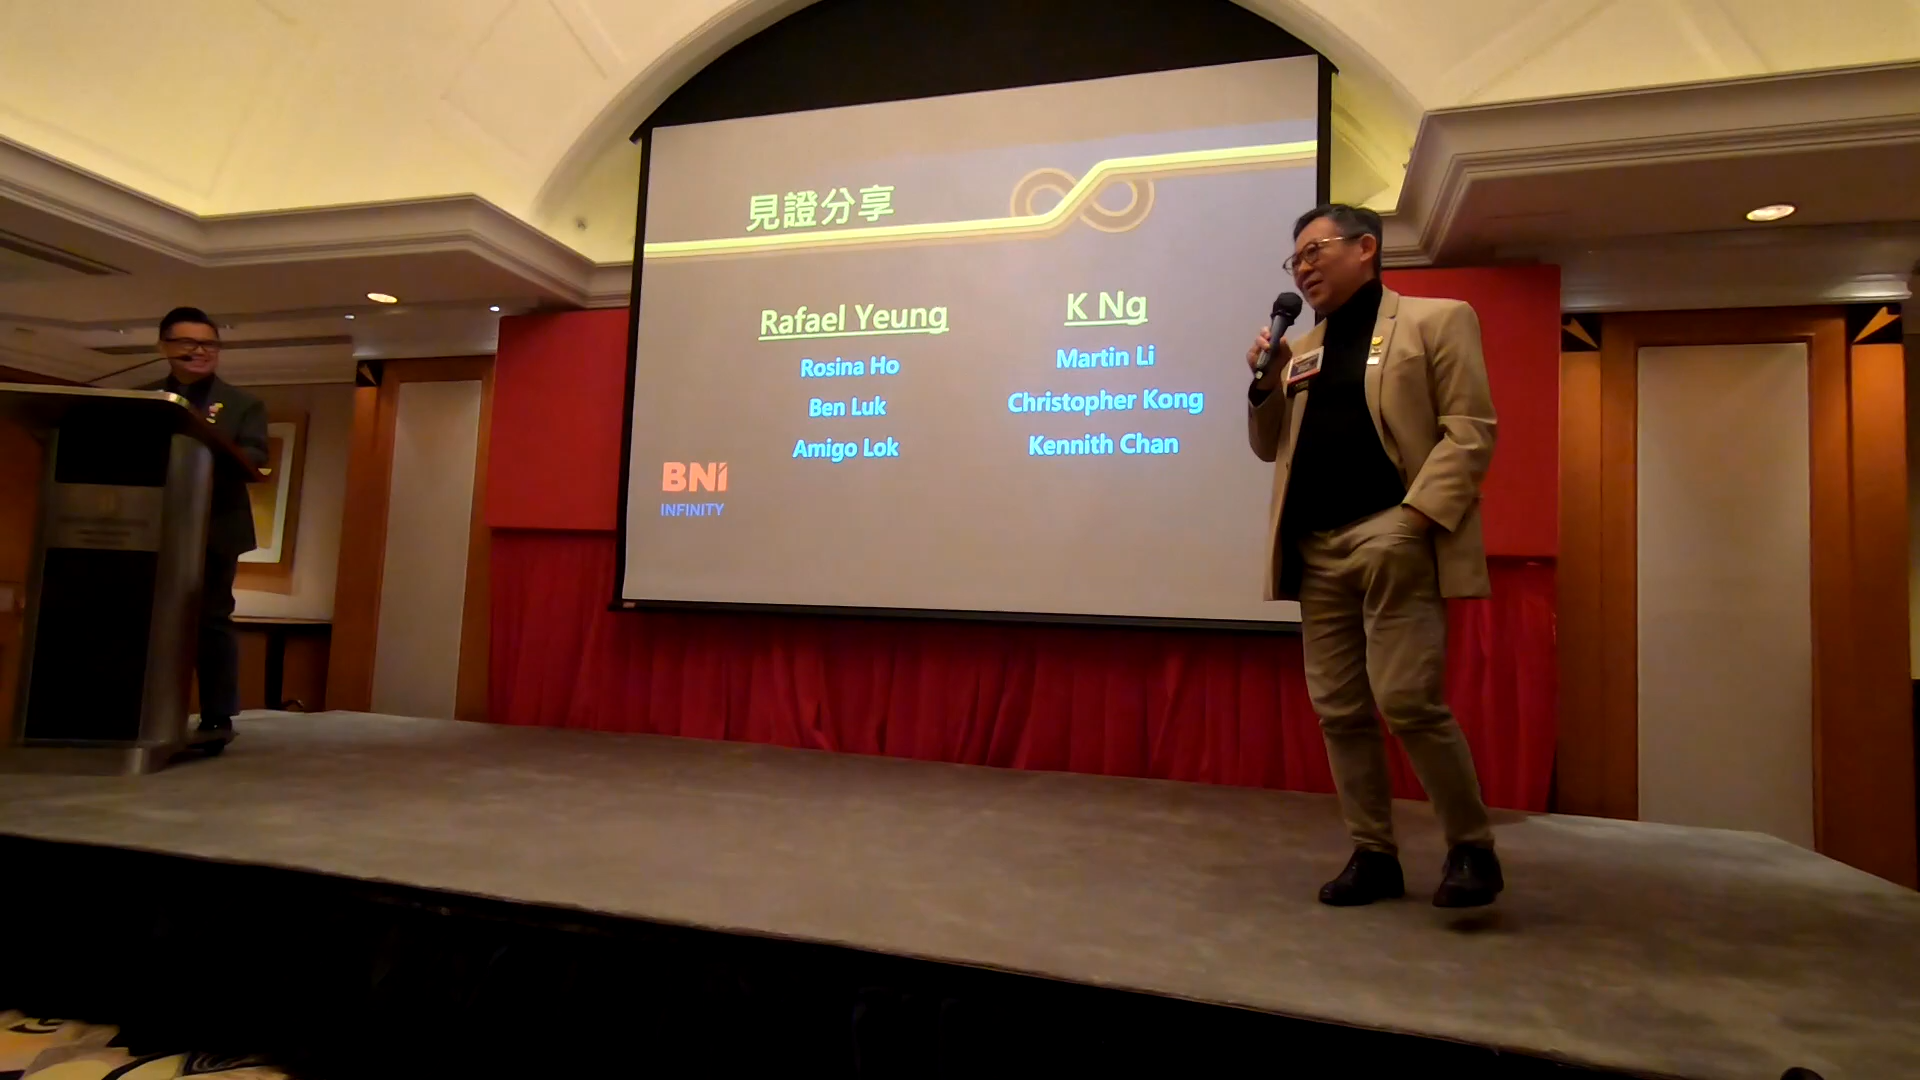 見證分享
Rafael Yeung
Rosina Ho
Ben Luk
Amigo Lok
K Ng
Martin Li
Christopher Kong
Kennith Chan
BNI
INFINITY